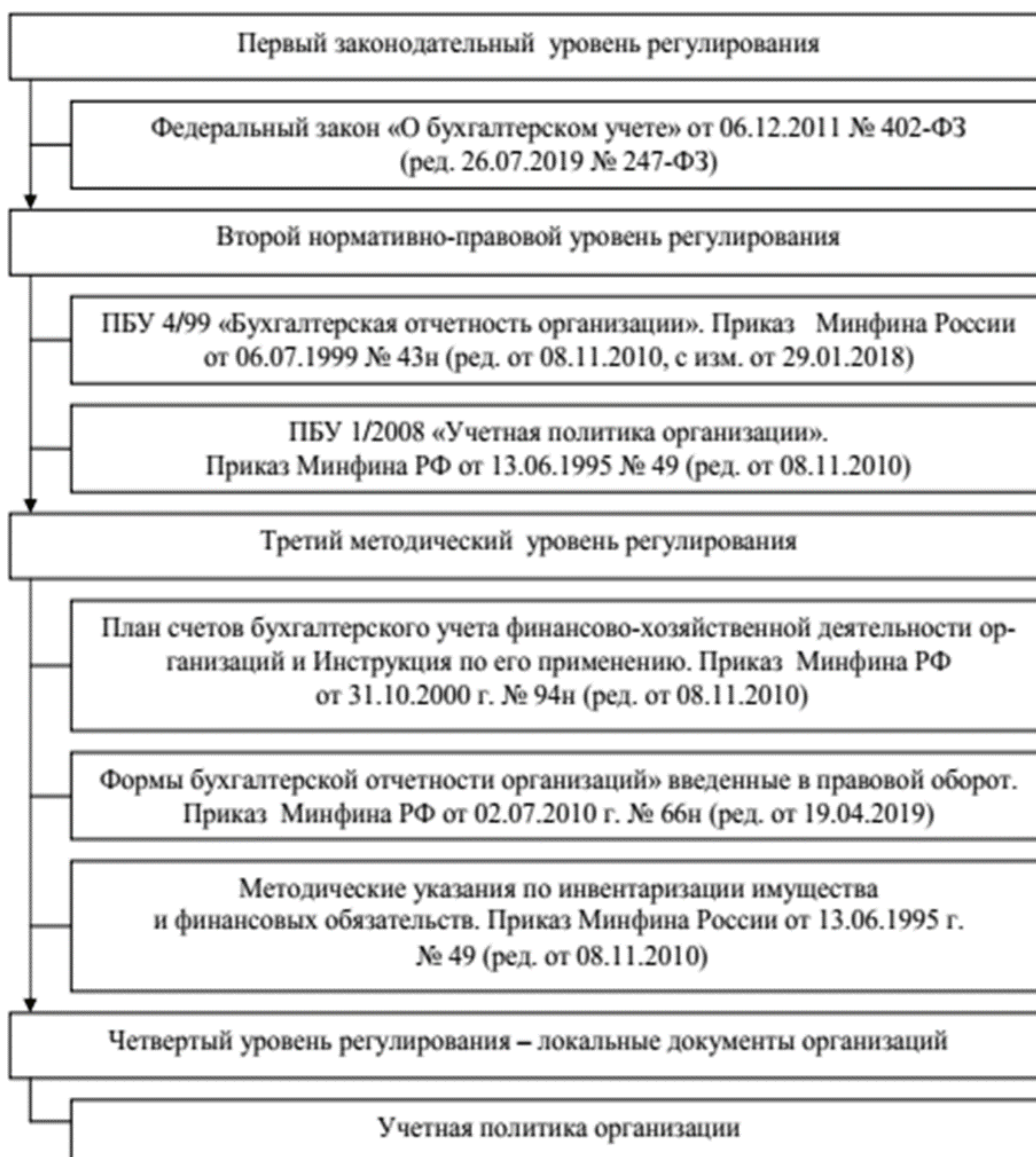 Первый законодательный уровень регулирования
Федеральный закон «О бухгалтерском учете» от 06.12.2011 № 402-ФЗ
(ред. 26.07.2019 № 247-ФЗ)
Второй нормативно-правовой уровень регулирования
ПБУ 4/99 «Бухгалтерская отчетность организации». Приказ Минфина России
от 06.07.1999 № 43н (ред. от 08.11.2010, с изм. от 29.01.2018)
ПБУ 1/2008 «Учетная политика организации».
Приказ Минфина РФ от 13.06.1995 № 49 (ред. от 08.11.2010)
Третий методический уровень регулирования
План счетов бухгалтерского учета финансово-хозяйственной деятельности ор-
ганизаций и Инструкция по его применению. Приказ Минфина РФ
от 31.10.2000 г. № 94н (ред. от 08.11.2010)
Формы бухгалтерской отчетности организаций» введенные в правовой оборот.
Приказ Минфина РФ от 02.07.2010 г. № 66н (ред. от 19.04.2019)
Методические указания по инвентаризации имущества
и финансовых обязательств. Приказ Минфина России от 13.06.1995 г.
№ 49 (ред. от 08.11.2010)
Четвертый уровень регулирования – локальные документы организаций
Учетная политика организации